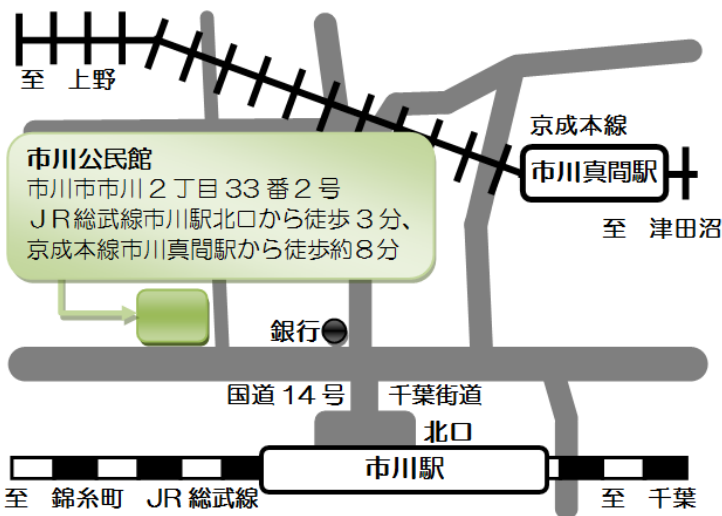 至 上野
京成本線
市川真間駅
至 津田沼
市川公民館
市川市市川２丁目33番２号
ＪＲ総武線市川駅北口から徒歩３分、
京成本線市川真間駅から徒歩約８分
銀行
国道14号 千葉街道
北口
市川駅
至 錦糸町 JR総武線
至 千葉